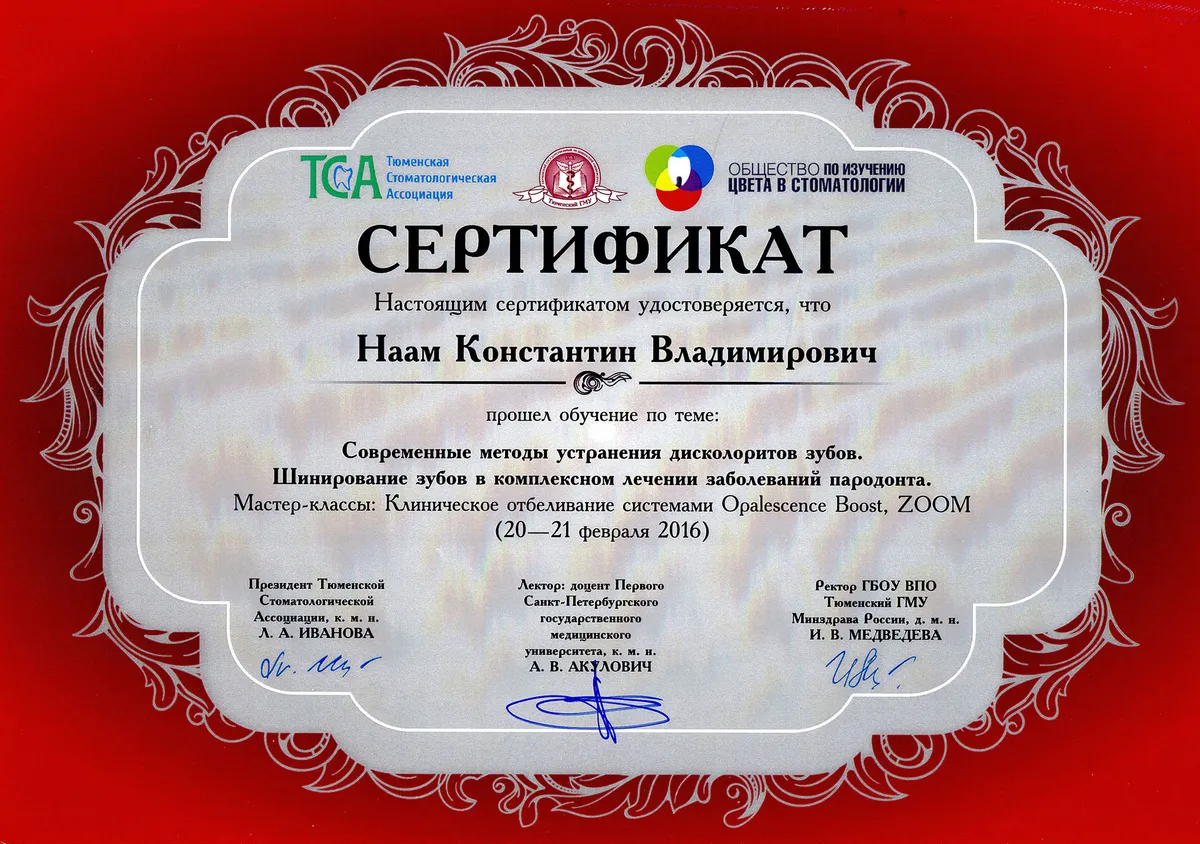 ТСА
Тюменская
Стоматологическая
Ассоциация
Тюменский ГМУ
ОБЩЕСТВО ПО ИЗУЧЕНИЮ
ЦВЕТА В СТОМАТОЛОГИИ
СЕРТИФИКАТ
Настоящим сертификатом удостоверяется, что
Наам Константин Владимирович
прошел обучение по теме:
Современные методы устранения дисколоритов зубов.
Шинирование зубов в комплексном лечении заболеваний пародонта.
Мастер-классы: Клиническое отбеливание системами Opalescence Boost, ZOOM
(20—21 февраля 2016)
Президент Тюменской
Стоматологической
Ассоциации, к. м. н.
Л. А. ИВАНОВА
Лектор: доцент Первого
Санкт-Петербургского
государственного
медицинского
университета, к. м. н.
А. В. АКУЛОВИЧ
Ректор ГБОУ ВПО
Тюменский ГМУ
Минздрава России, д. м. н.
И. В. МЕДВЕДЕВА